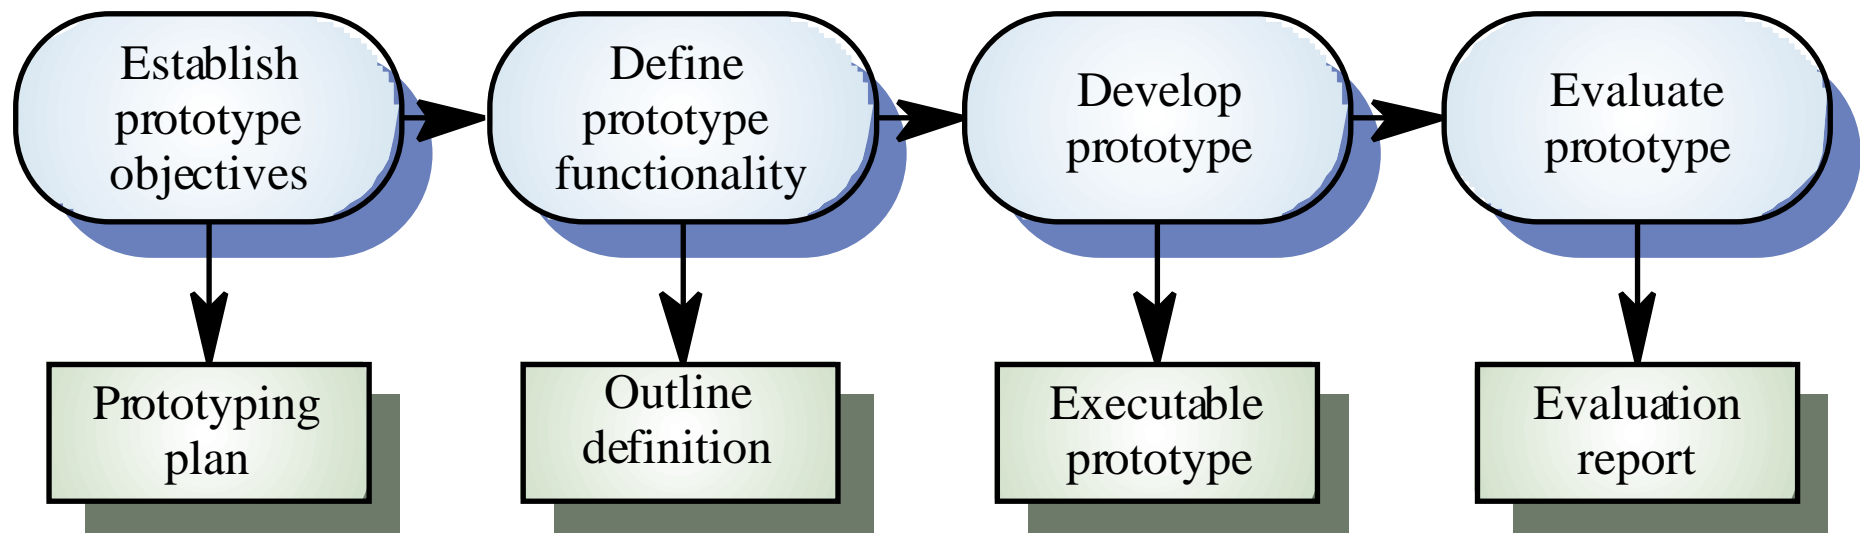 Establish
prototype
objectives
Define
prototype
functionality
Develop
prototype
Evaluate
prototype
Prototyping
plan
Outline
definition
Executable
prototype
Evaluation
report